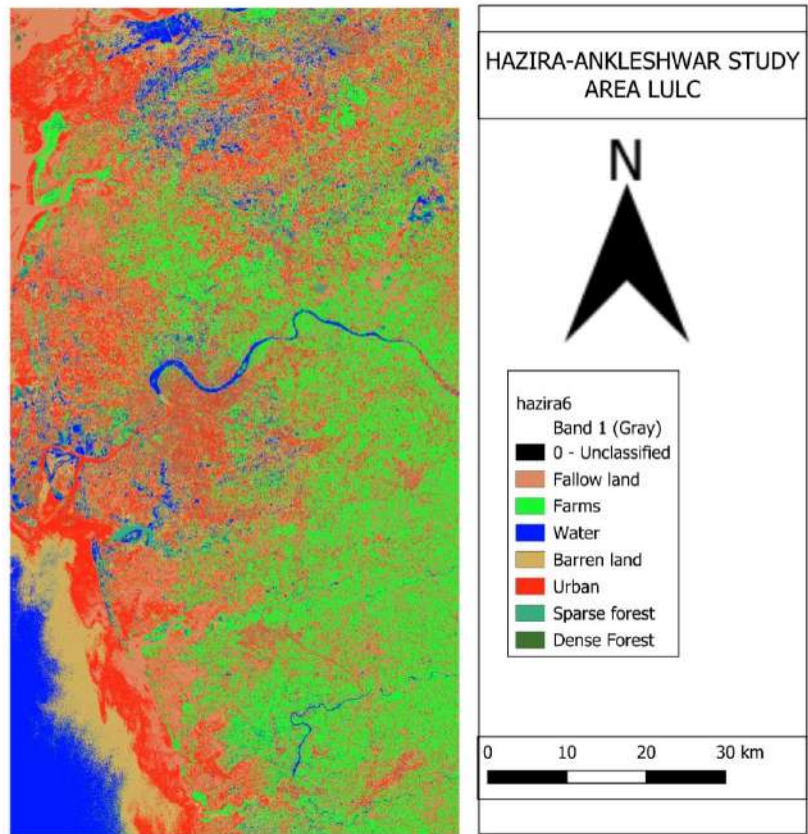 HAZIRA-ANKLESHWAR STUDY
AREA LULC
N
hazira6
Band 1 (Gray)
0 - Unclassified
Fallow land
Farms
Water
Barren land
Urban
Sparse forest
Dense Forest
0 10 20 30 km